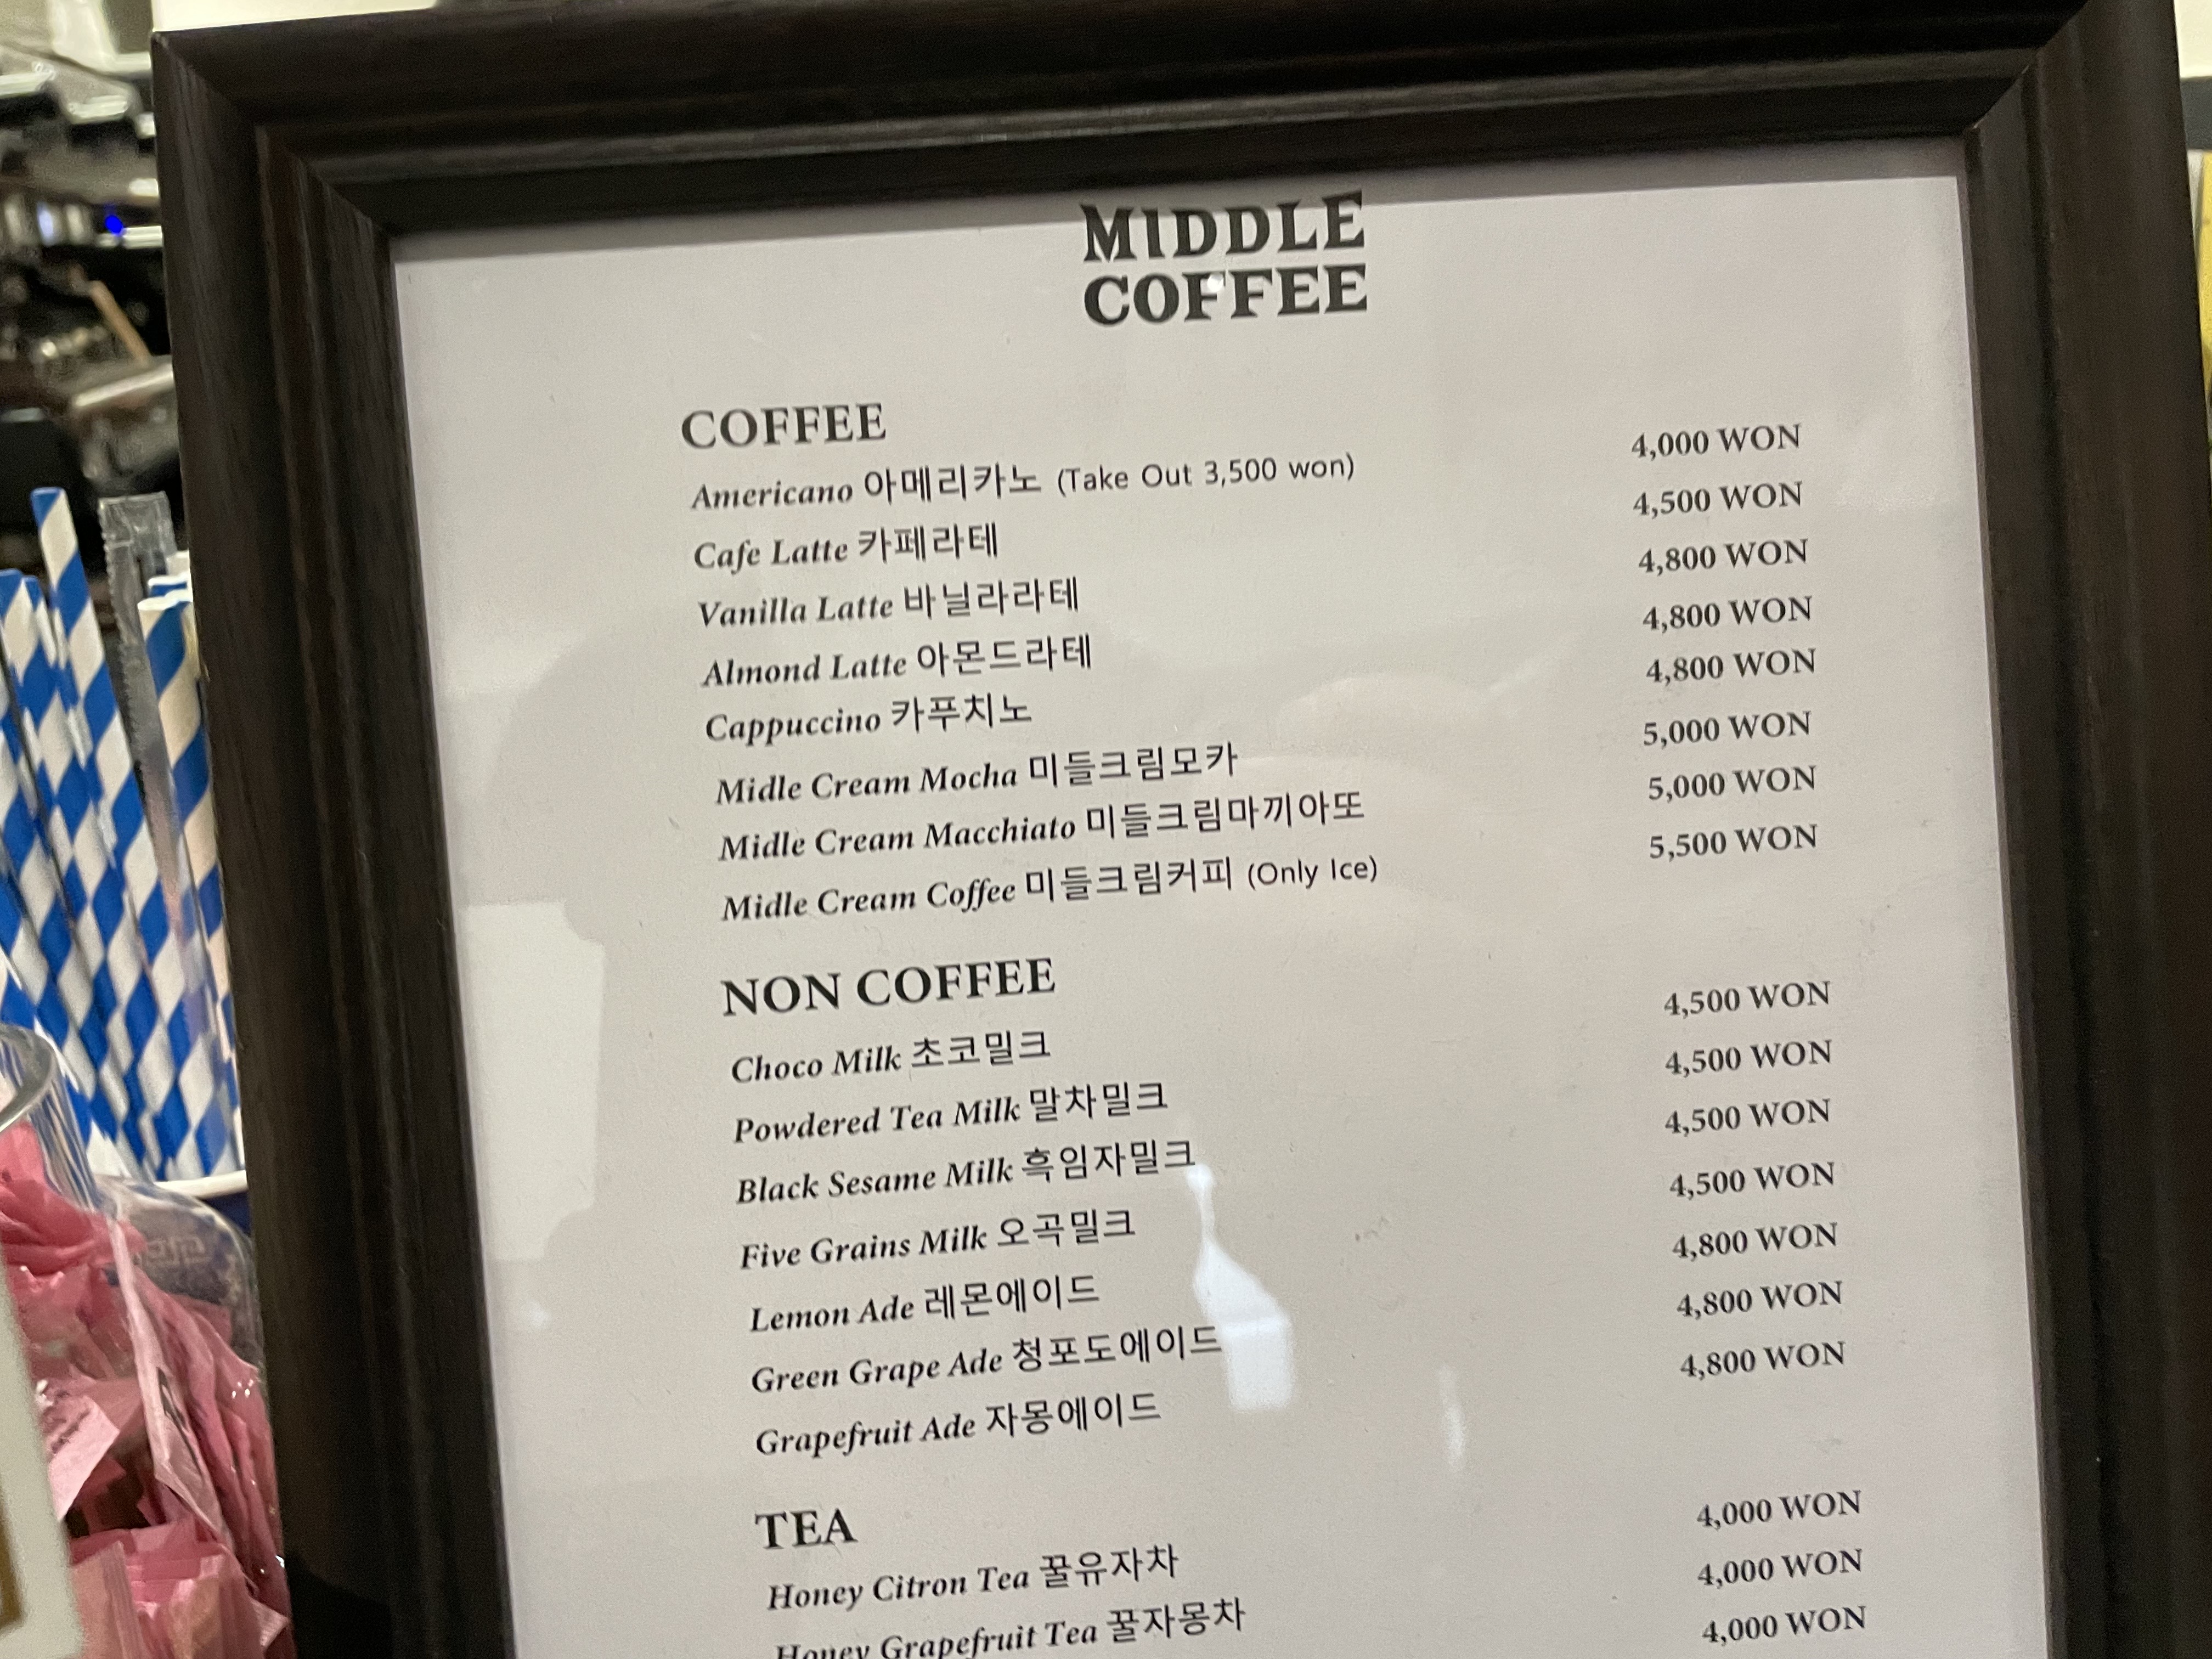 MIDDLE
COFFEE
COFFEE
Americano 아메리카노 (Take Out 3,500 won) 4,000 WON
Cafe Latte 카페라테 4,500 WON
Vanilla Latte 바닐라라테 4,800 WON
Almond Latte 아몬드라테 4,800 WON
Cappuccino 카푸치노 4,800 WON
Midle Cream Mocha 미들크림모카 5,000 WON
Midle Cream Macchiato 미들크림마끼아또 5,000 WON
Midle Cream Coffee 미들크림커피 (Only Ice) 5,500 WON
NON COFFEE
Choco Milk 초코밀크 4,500 WON
Powdered Tea Milk 말차밀크 4,500 WON
Black Sesame Milk 흑임자밀크 4,500 WON
Five Grains Milk 오곡밀크 4,500 WON
Lemon Ade 레몬에이드 4,800 WON
Green Grape Ade 청포도에이드 4,800 WON
Grapefruit Ade 자몽에이드 4,800 WON
TEA
Honey Citron Tea 꿀유자차 4,000 WON
Honey Grapefruit Tea 꿀자몽차 4,000 WON
4,000 WON